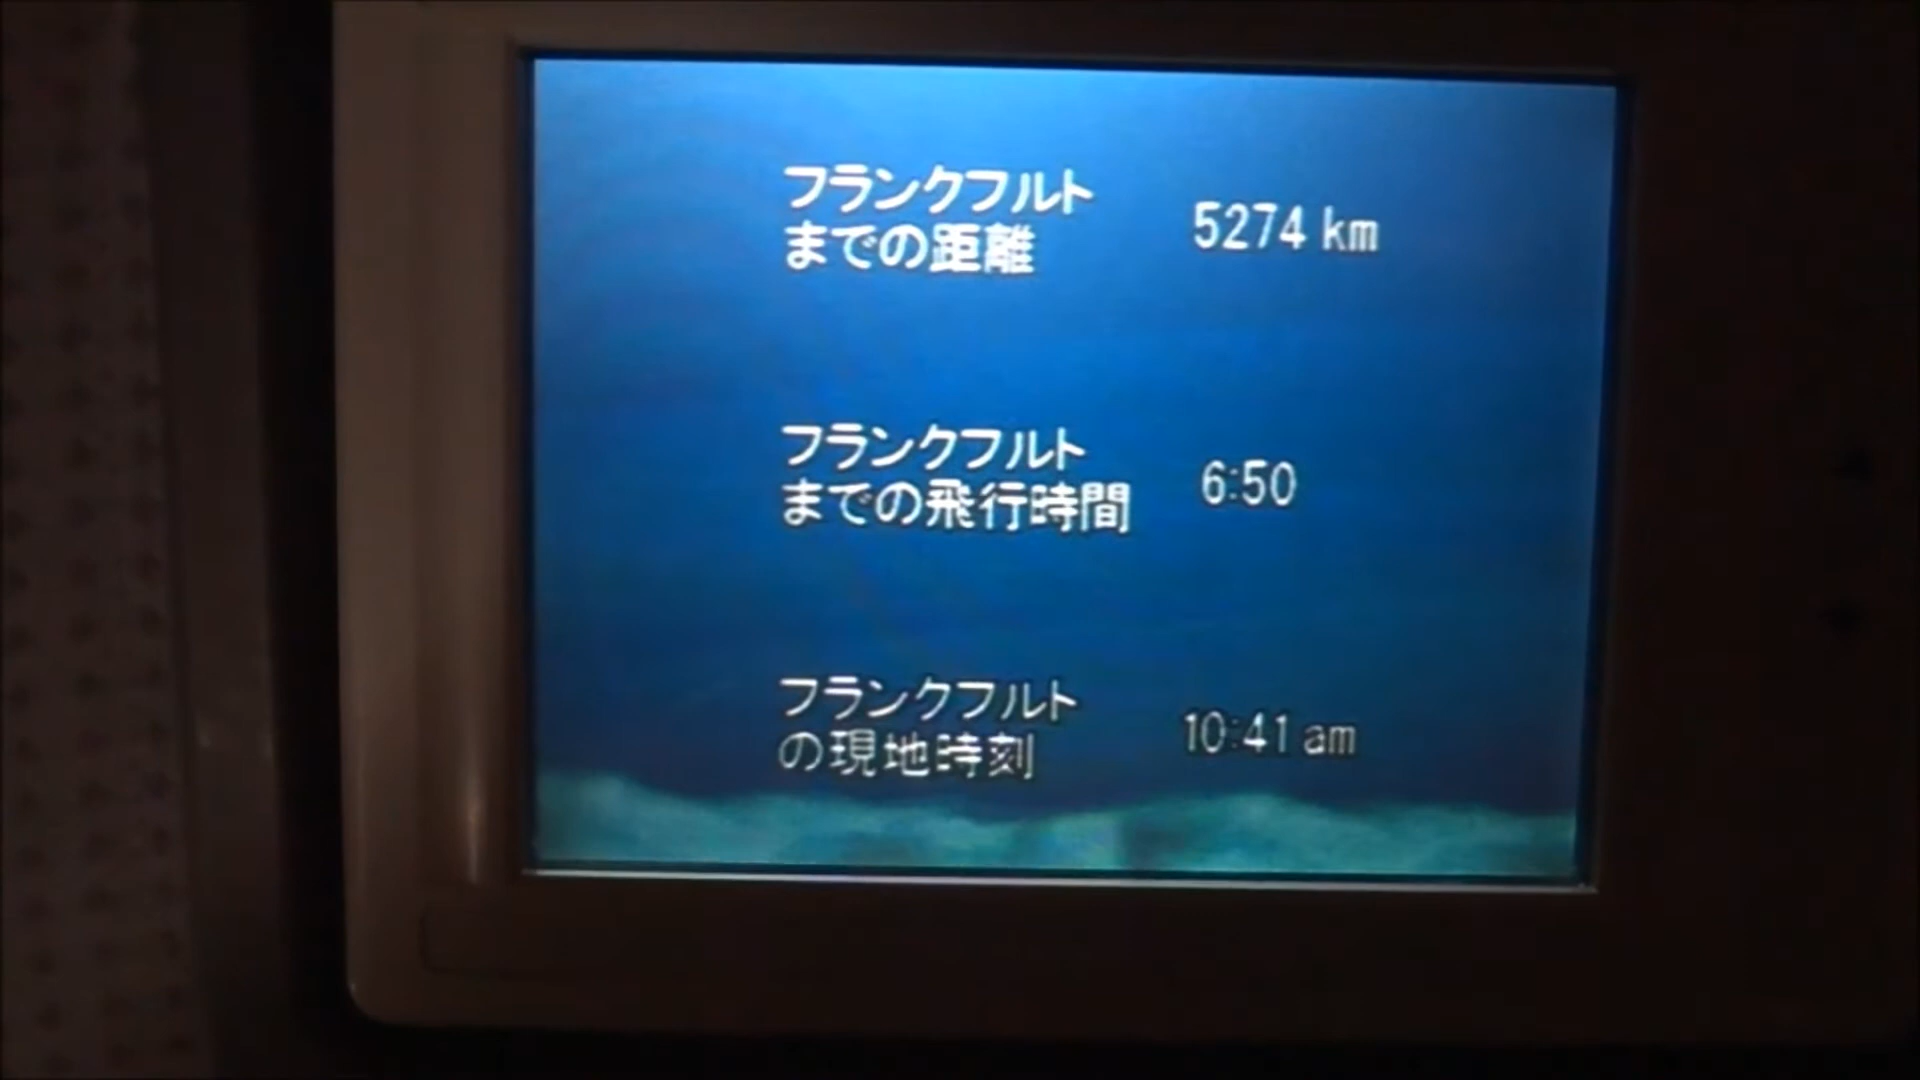 フランクフルト
までの距離 5274 km
フランクフルト
までの飛行時間 6:50
フランクフルト
の現地時刻 10:41 am